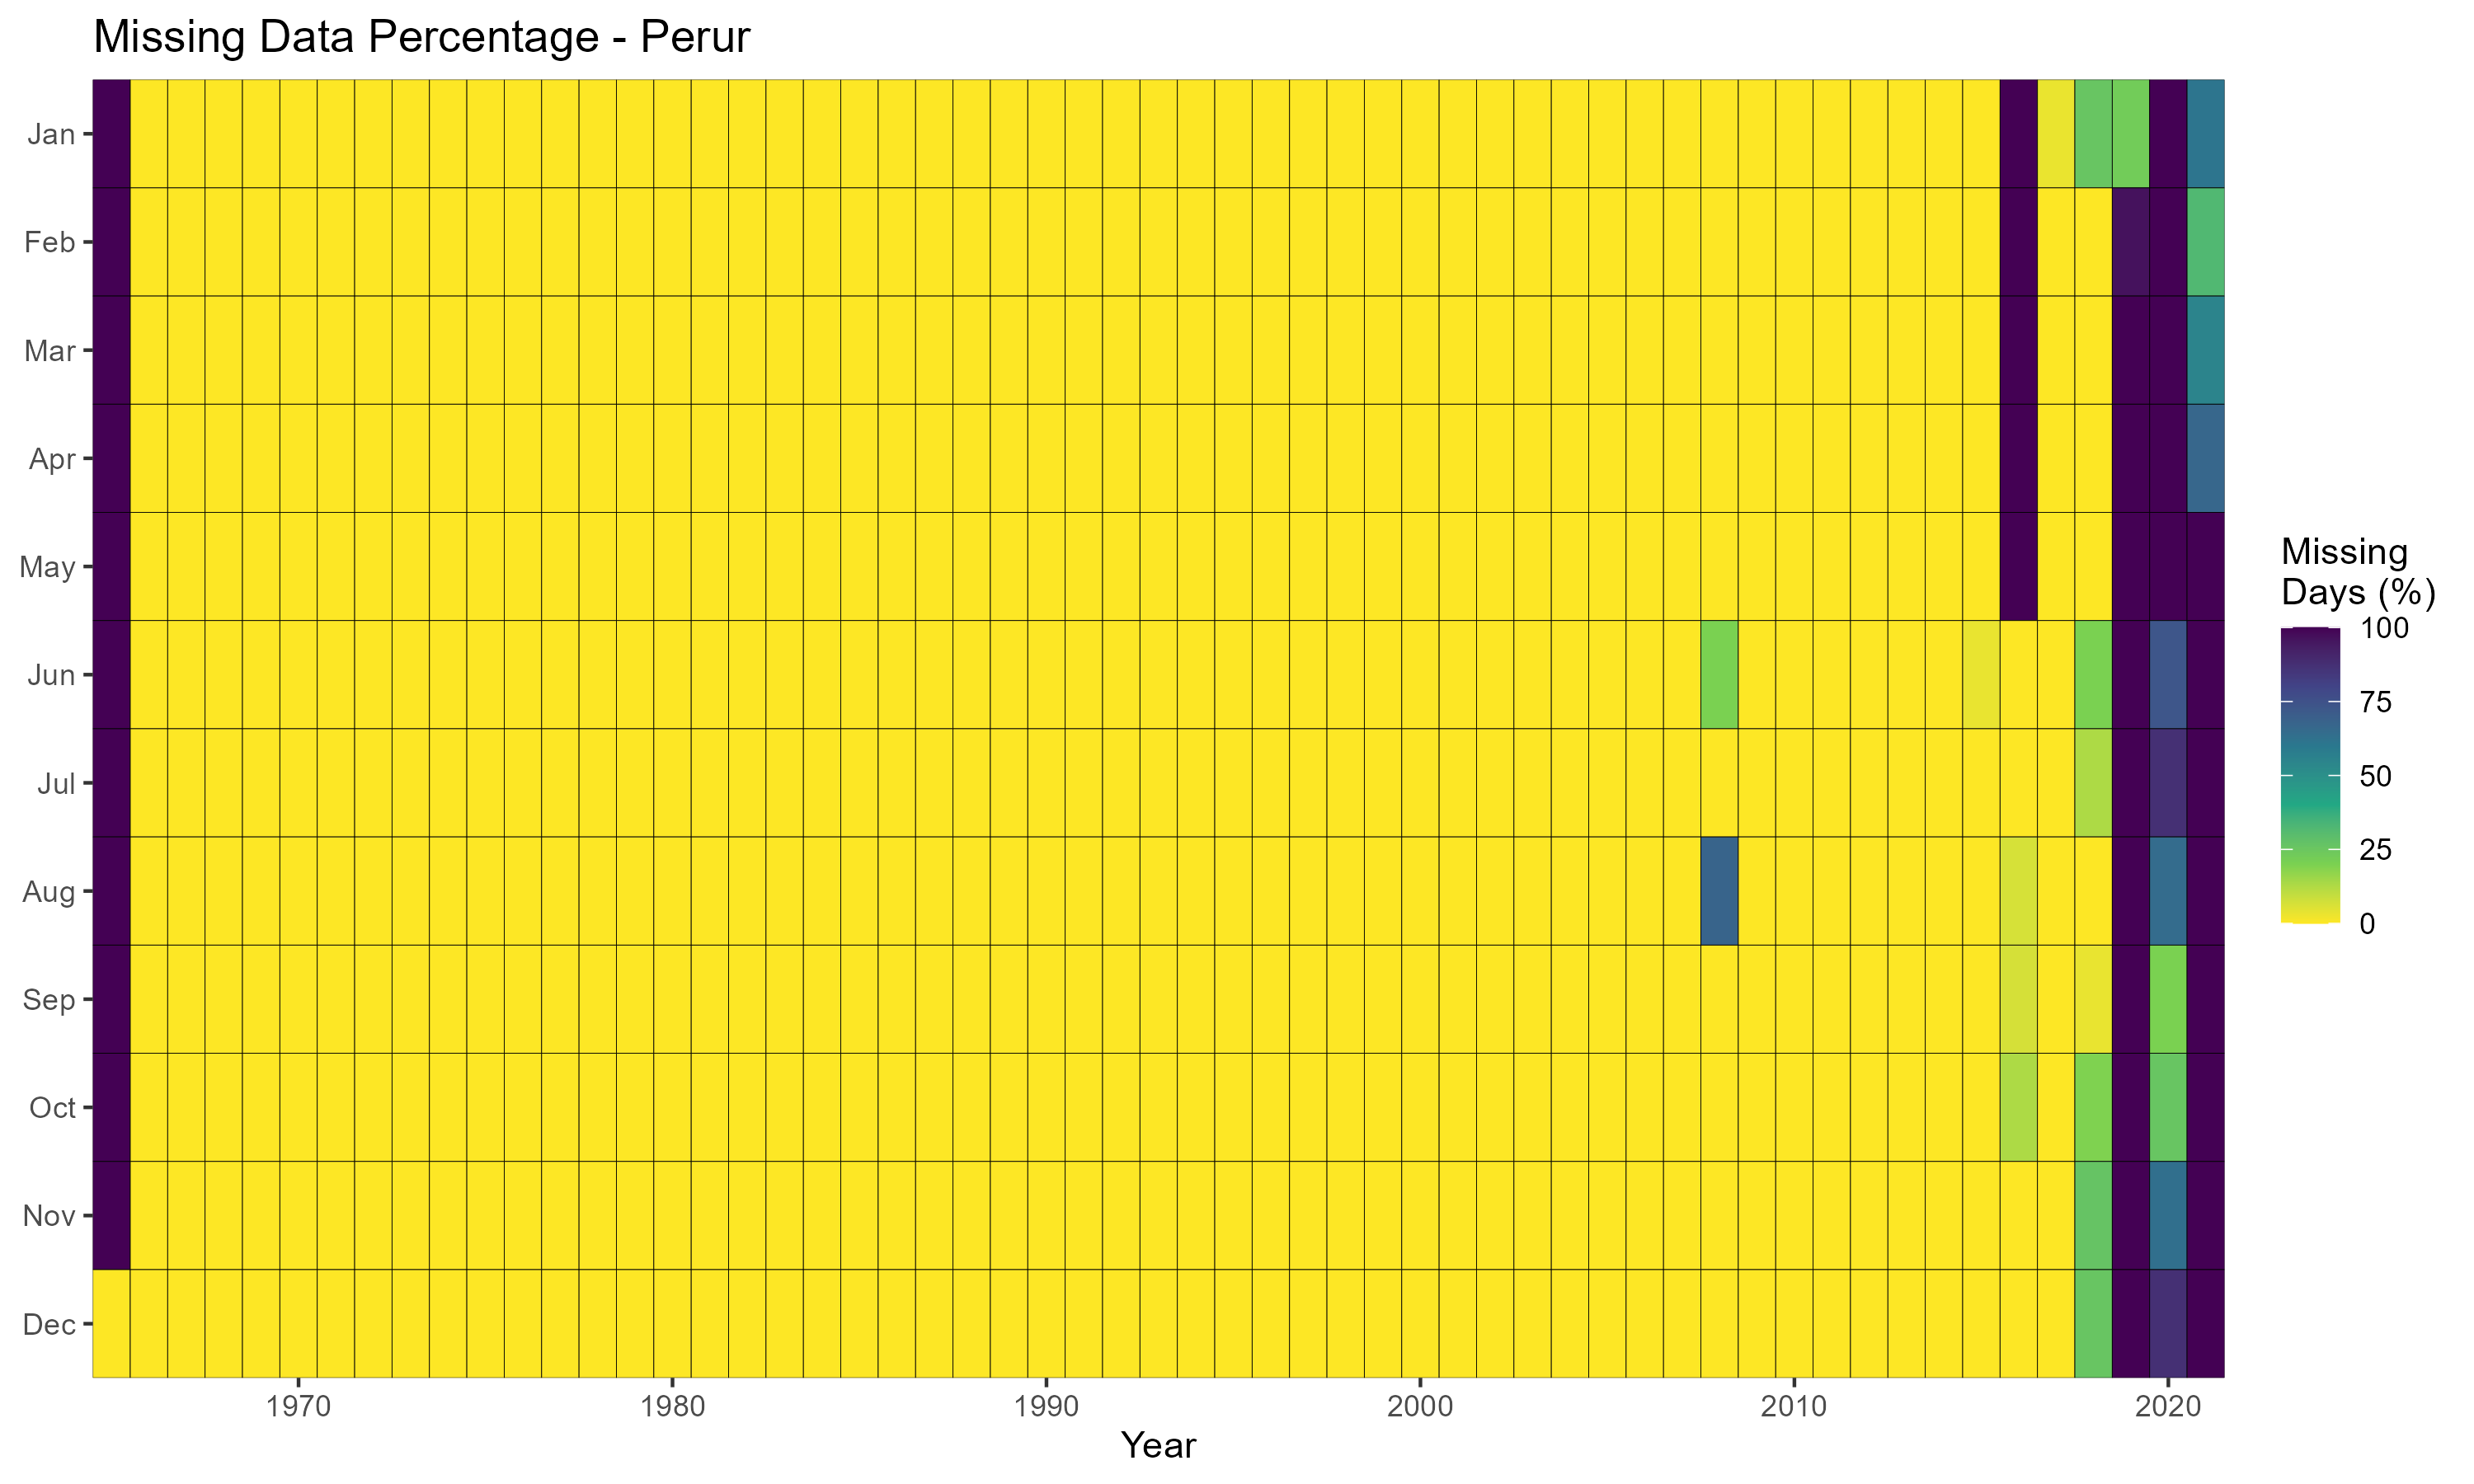 Missing Data Percentage - Perur
Jan
Feb
Mar
Apr
May
Jun
Jul
Aug
Sep
Oct
Nov
Dec
1970
1980
1990
2000
2010
2020
Year
Missing
Days (%)
100
75
50
25
0